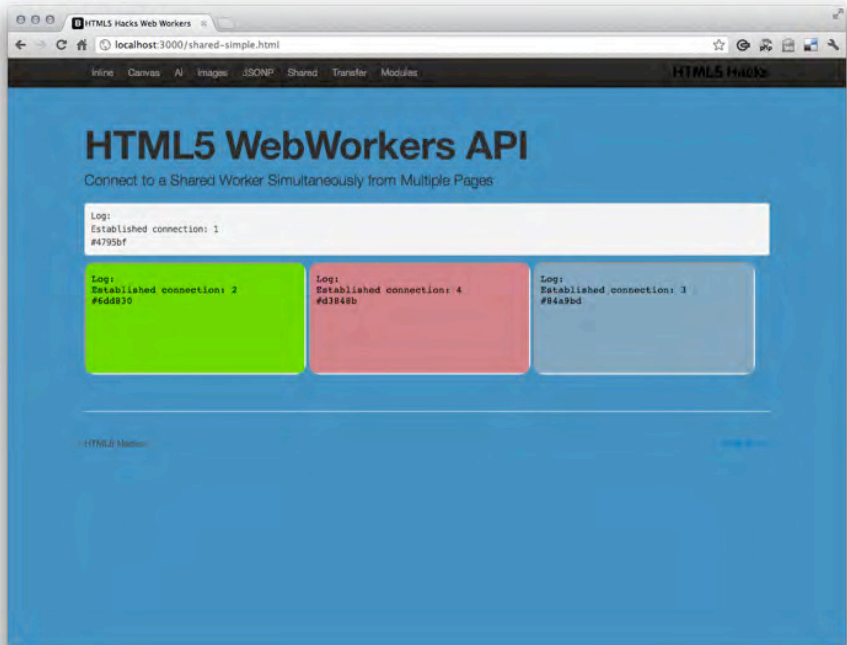 HTML5 Hacks Web Workers
localhost:3000/shared-simple.html
Inline Canvas AI Images JSONP Shared Transfer Modules HTML5 Hacks
HTML5 WebWorkers API
Connect to a Shared Worker Simultaneously from Multiple Pages
Log:
Established connection: 1
#4795bf
Log:
Established connection: 2
#6dd830
Log:
Established connection: 4
#d3848b
Log:
Established connection: 3
#84a9bd
HTML5 Hacks